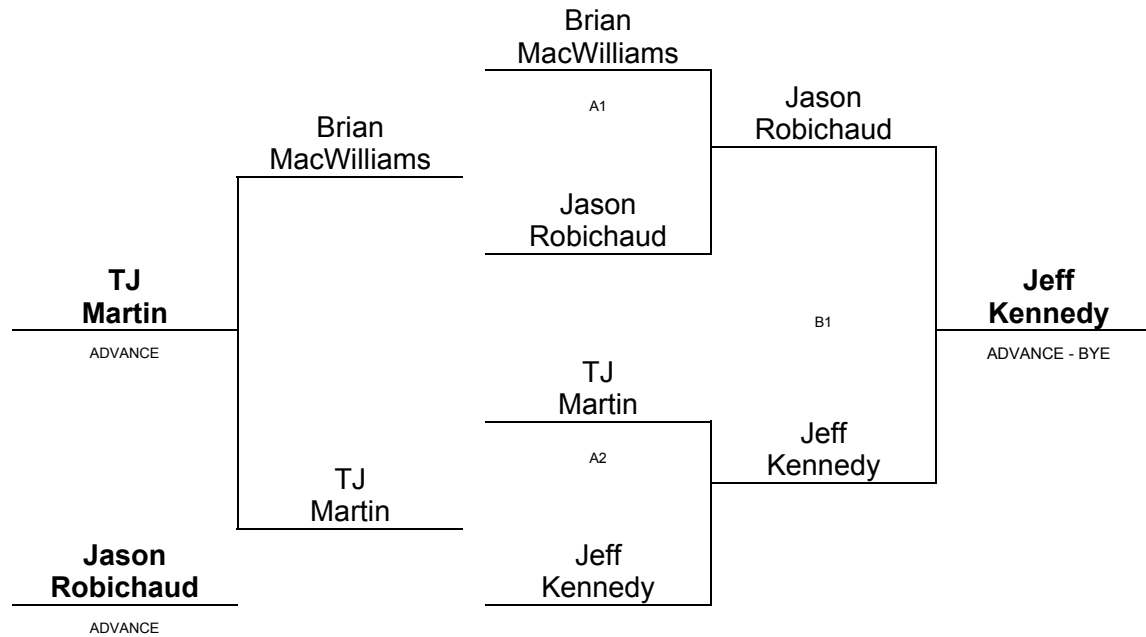 Brian
MacWilliams
A1
Jason
Robichaud
Brian
MacWilliams
Jason
Robichaud
TJ
Martin
ADVANCE
B1
Jeff
Kennedy
ADVANCE - BYE
TJ
Martin
A2
Jeff
Kennedy
TJ
Martin
Jason
Robichaud
ADVANCE
Jeff
Kennedy